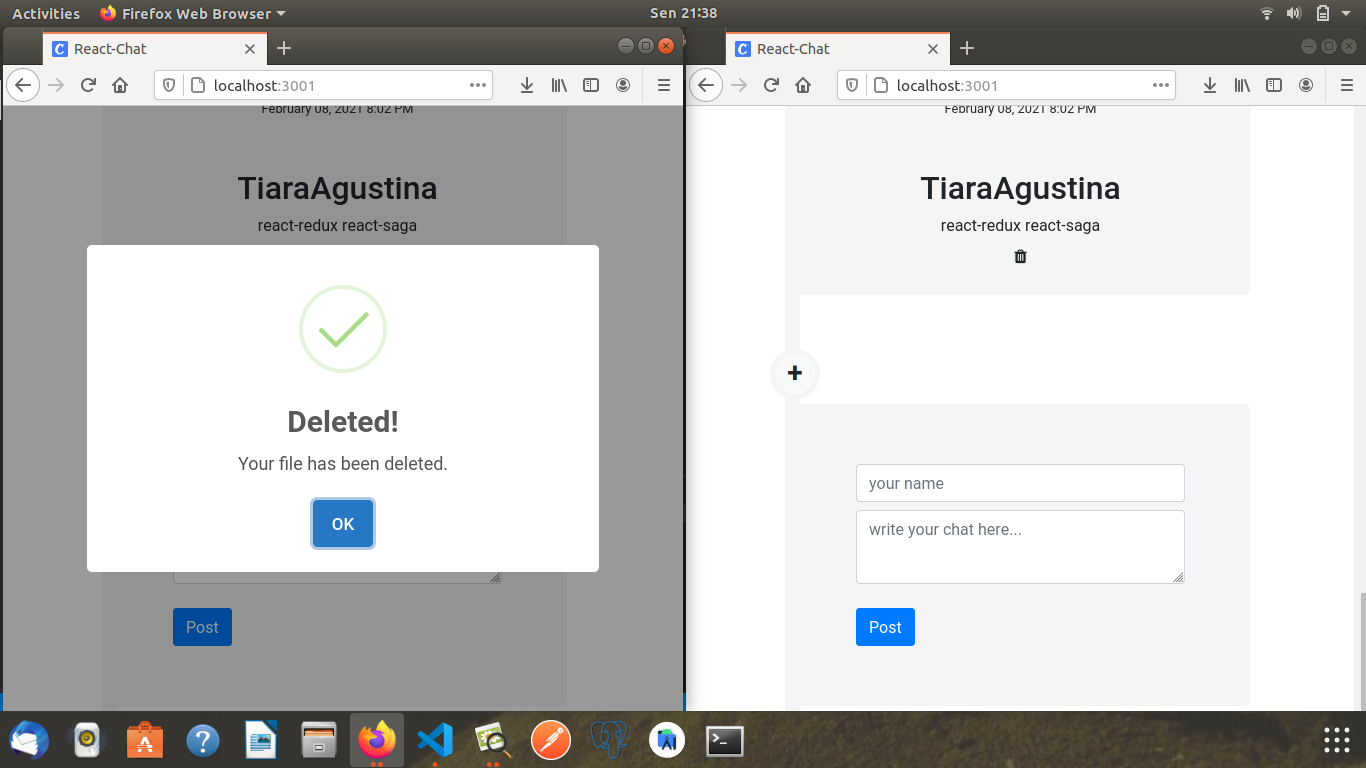 Activities
Firefox Web Browser
Sen 21:38
React-Chat
localhost:3001
February 08, 2021 8:02 PM
TiaraAgustina
react-redux react-saga
Deleted!
Your file has been deleted.
OK
Post
React-Chat
localhost:3001
February 08, 2021 8:02 PM
TiaraAgustina
react-redux react-saga
+
your name
write your chat here...
Post